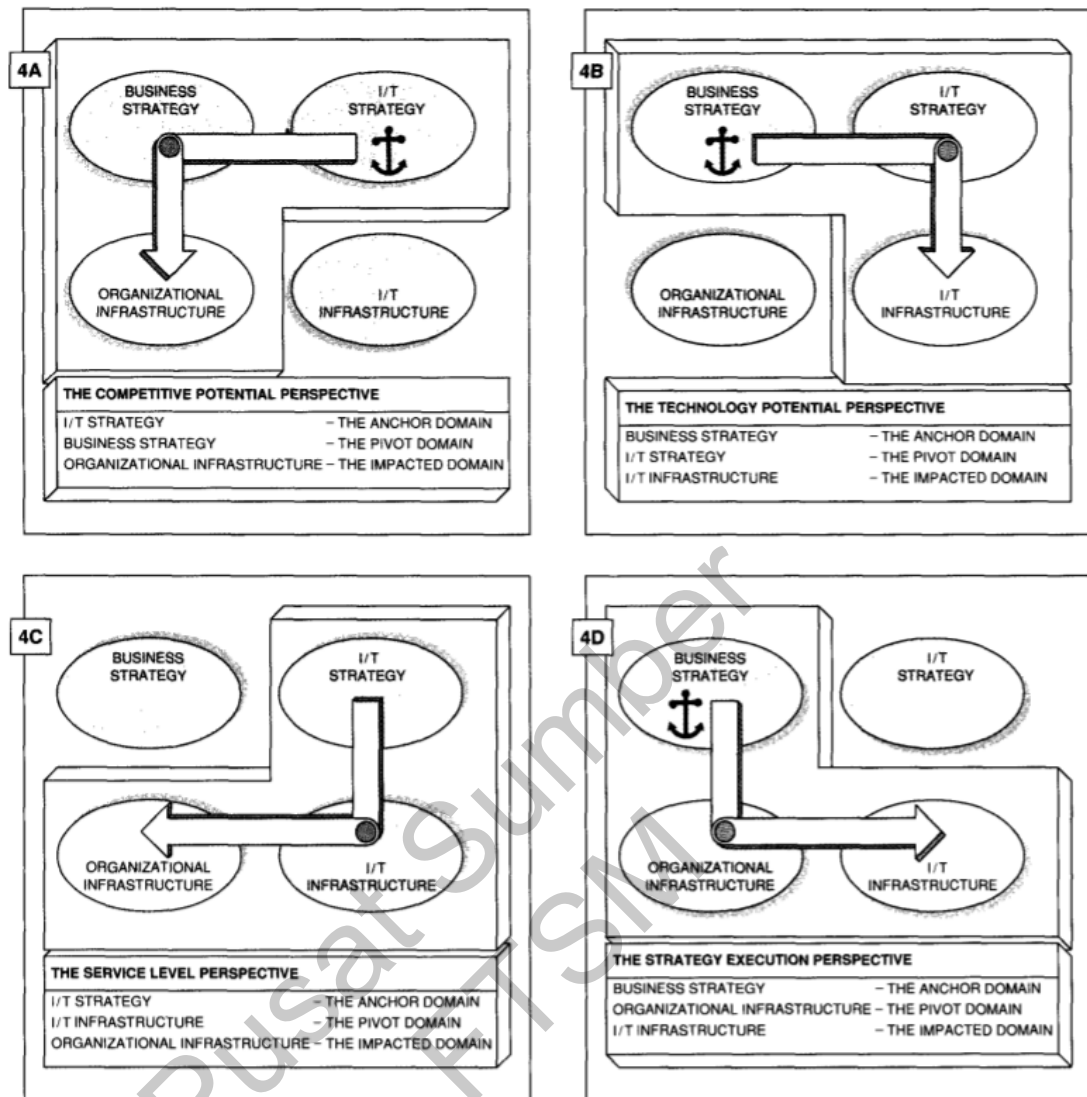 4A
BUSINESS
STRATEGY
I/T
STRATEGY
ORGANIZATIONAL
INFRASTRUCTURE
I/T
INFRASTRUCTURE
THE COMPETITIVE POTENTIAL PERSPECTIVE
I/T STRATEGY – THE ANCHOR DOMAIN
BUSINESS STRATEGY – THE PIVOT DOMAIN
ORGANIZATIONAL INFRASTRUCTURE – THE IMPACTED DOMAIN
4B
BUSINESS
STRATEGY
I/T
STRATEGY
ORGANIZATIONAL
INFRASTRUCTURE
I/T
INFRASTRUCTURE
THE TECHNOLOGY POTENTIAL PERSPECTIVE
BUSINESS STRATEGY – THE ANCHOR DOMAIN
I/T STRATEGY – THE PIVOT DOMAIN
I/T INFRASTRUCTURE – THE IMPACTED DOMAIN
4C
BUSINESS
STRATEGY
I/T
STRATEGY
ORGANIZATIONAL
INFRASTRUCTURE
I/T
INFRASTRUCTURE
THE SERVICE LEVEL PERSPECTIVE
I/T STRATEGY – THE ANCHOR DOMAIN
I/T INFRASTRUCTURE – THE PIVOT DOMAIN
ORGANIZATIONAL INFRASTRUCTURE – THE IMPACTED DOMAIN
4D
BUSINESS
STRATEGY
I/T
STRATEGY
ORGANIZATIONAL
INFRASTRUCTURE
I/T
INFRASTRUCTURE
THE STRATEGY EXECUTION PERSPECTIVE
BUSINESS STRATEGY – THE ANCHOR DOMAIN
ORGANIZATIONAL INFRASTRUCTURE – THE PIVOT DOMAIN
I/T INFRASTRUCTURE – THE IMPACTED DOMAIN
Pusat Sumber
FTSM